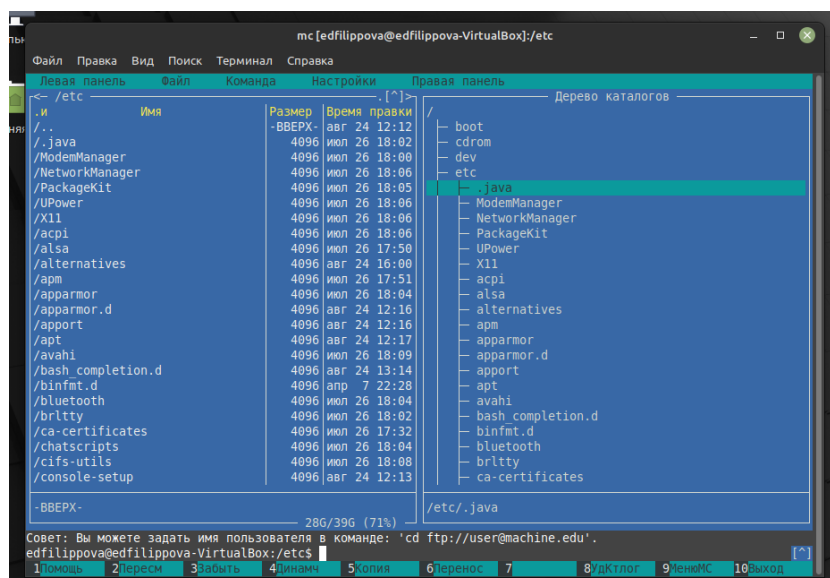 mc [edfilippova@edfilippova-VirtualBox]:/etc
Файл Правка Вид Поиск Терминал Справка
Левая панель Файл Команда Настройки Правая панель
<— /etc .[^]>
.и Имя Размер Время правки
/.. -ВВЕРХ- авг 24 12:12
/.java 4096 июл 26 18:02
/ModemManager 4096 июл 26 18:00
/NetworkManager 4096 июл 26 18:06
/PackageKit 4096 июл 26 18:05
/UPower 4096 июл 26 18:06
/X11 4096 июл 26 18:06
/acpi 4096 июл 26 18:06
/alsa 4096 июл 26 17:50
/alternatives 4096 авг 24 16:00
/apm 4096 июл 26 17:51
/apparmor 4096 июл 26 18:04
/apparmor.d 4096 авг 24 12:16
/apport 4096 авг 24 12:16
/apt 4096 авг 24 12:17
/avahi 4096 июл 26 18:09
/bash_completion.d 4096 авг 24 13:14
/binfmt.d 4096 апр 7 22:28
/bluetooth 4096 июл 26 18:04
/brltty 4096 июл 26 18:02
/ca-certificates 4096 июл 26 17:32
/chatscripts 4096 июл 26 18:04
/cifs-utils 4096 июл 26 18:08
/console-setup 4096 авг 24 12:13
-ВВЕРХ-
28G/39G (71%)
Дерево каталогов
/
boot
cdrom
dev
etc
.java
ModemManager
NetworkManager
PackageKit
UPower
X11
acpi
alsa
alternatives
apm
apparmor
apparmor.d
apport
apt
avahi
bash_completion.d
binfmt.d
bluetooth
brltty
ca-certificates
/etc/.java
Совет: Вы можете задать имя пользователя в команде: 'cd ftp://user@machine.edu'.
edfilippova@edfilippova-VirtualBox:/etc$ [^]
1Помощь 2Пересм 3Забыть 4Динамч 5Копия 6Перенос 7 8УдКтлог 9МенюМС 10Выход